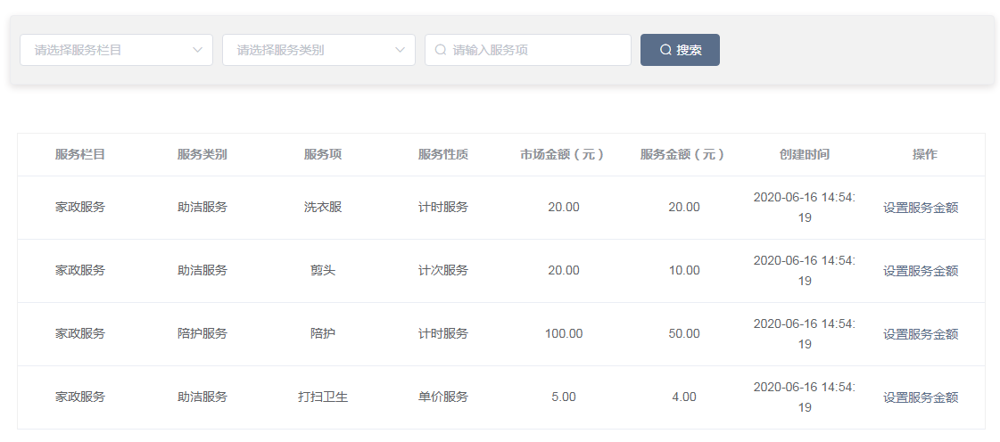 请选择服务栏目 请选择服务类别 请输入服务项 搜索
服务栏目 服务类别 服务项 服务性质 市场金额（元） 服务金额（元） 创建时间 操作
家政服务 助洁服务 洗衣服 计时服务 20.00 20.00 2020-06-16 14:54:
19 设置服务金额
家政服务 助洁服务 剪头 计次服务 20.00 10.00 2020-06-16 14:54:
19 设置服务金额
家政服务 陪护服务 陪护 计时服务 100.00 50.00 2020-06-16 14:54:
19 设置服务金额
家政服务 助洁服务 打扫卫生 单价服务 5.00 4.00 2020-06-16 14:54:
19 设置服务金额